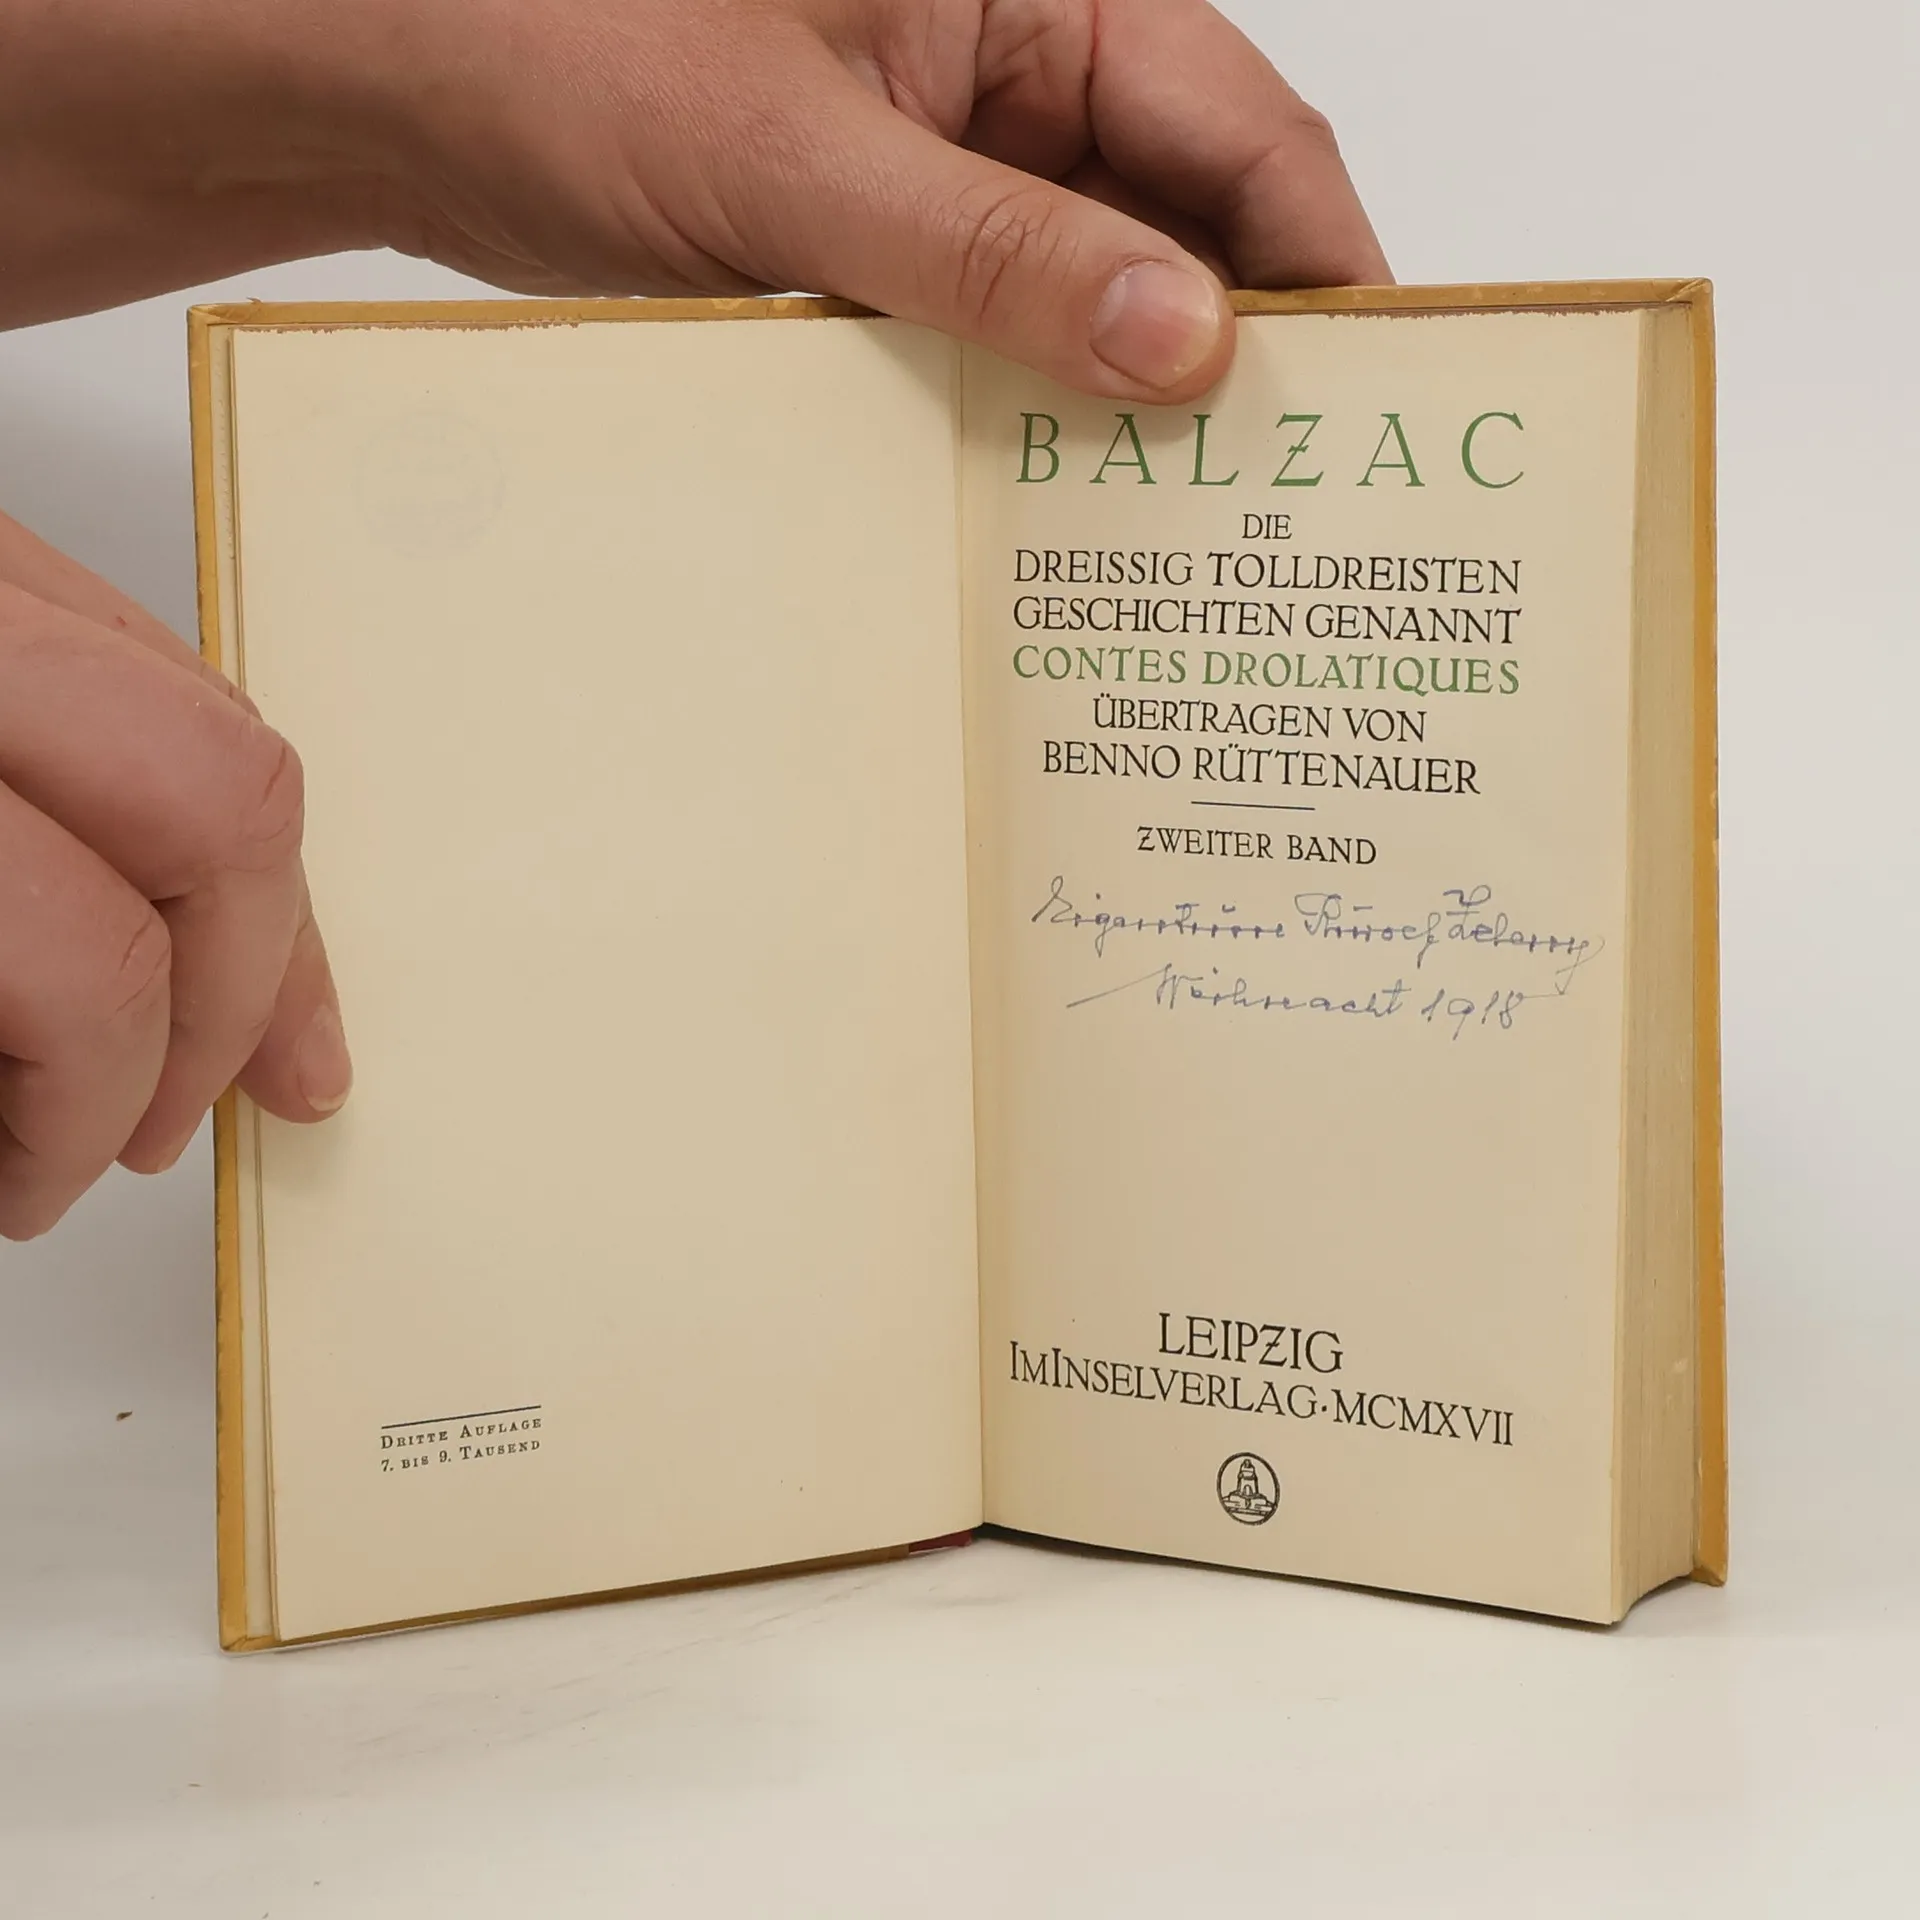 DRITTE AUFLAGE
7. BIS 9. TAUSEND
BALZAC
DIE
DREISSIG TOLLDREISTEN
GESCHICHTEN GENANNT
CONTES DROLATIQUES
ÜBERTRAGEN VON
BENNO RÜTTENAUER
ZWEITER BAND
Weihnacht 1918
LEIPZIG
IM INSELVERLAG·MCMXVII